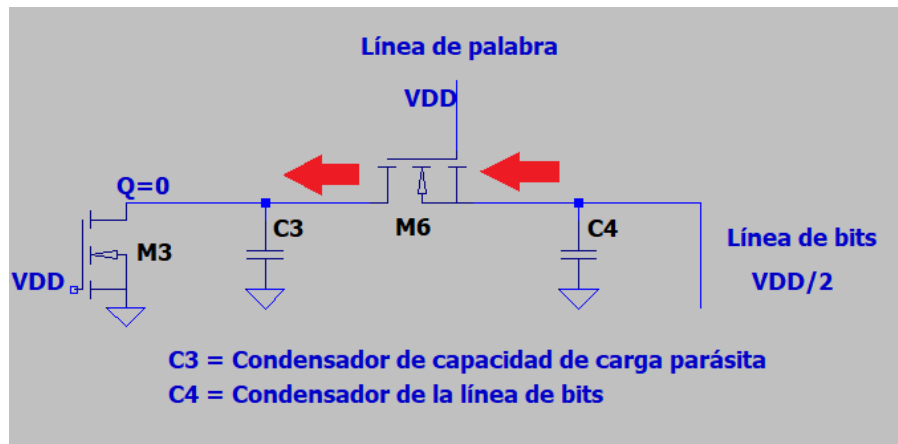 Línea de palabra
VDD
Q=0
C3
M6
C4
M3
Línea de bits
VDD
VDD/2
C3 = Condensador de capacidad de carga parásita
C4 = Condensador de la línea de bits